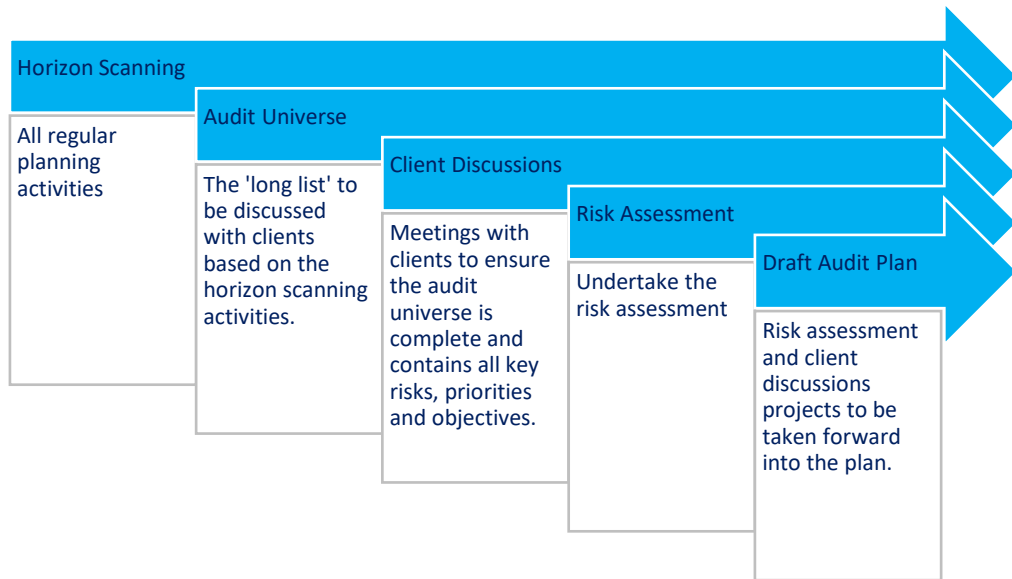 Horizon Scanning
All regular
planning
activities
Audit Universe
The 'long list' to
be discussed
with clients
based on the
horizon scanning
activities.
Client Discussions
Meetings with
clients to ensure
the audit
universe is
complete and
contains all key
risks, priorities
and objectives.
Risk Assessment
Undertake the
risk assessment
Draft Audit Plan
Risk assessment
and client
discussions
projects to be
taken forward
into the plan.